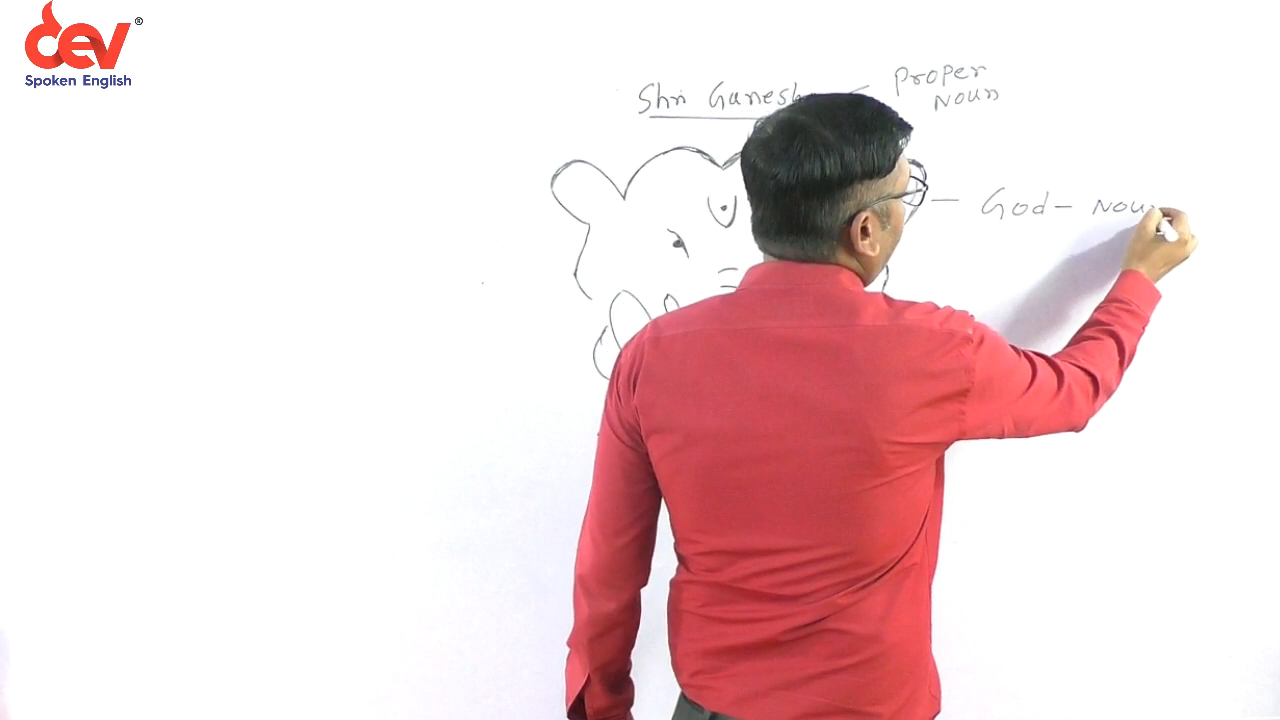 dev®
Spoken English
Shri Ganesh - Proper
Noun
- God - Noun